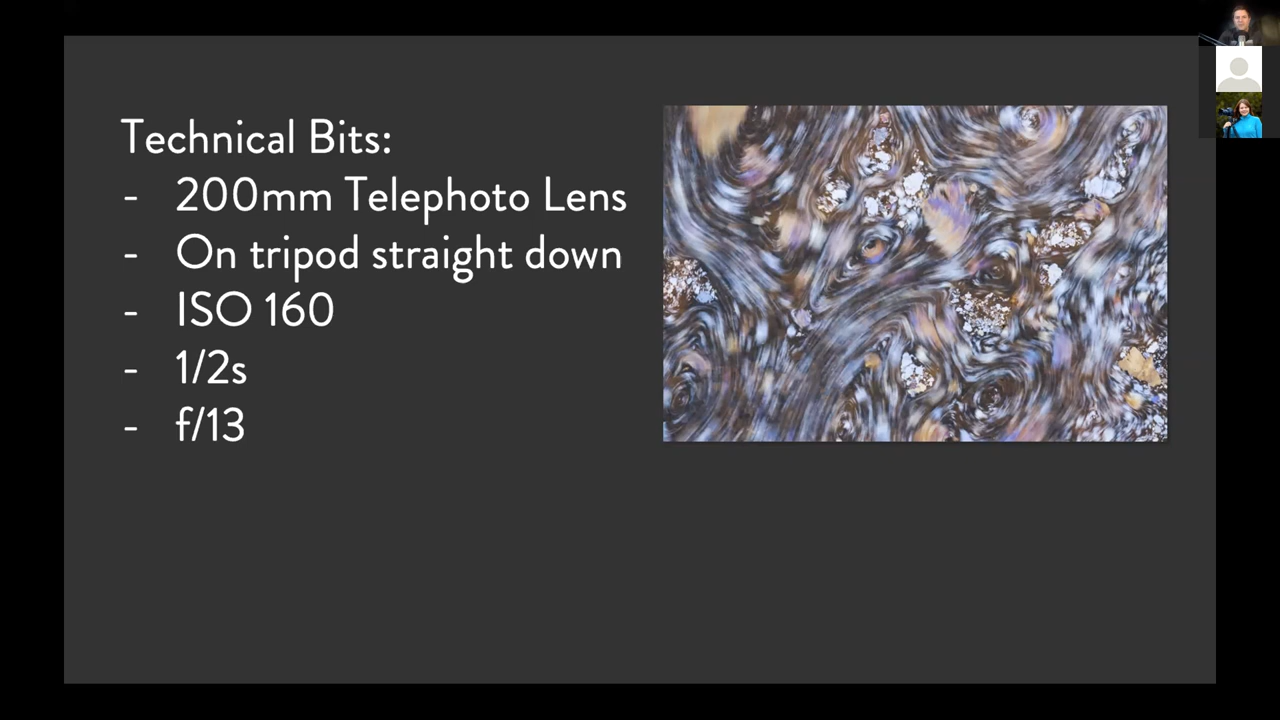 Technical Bits:
- 200mm Telephoto Lens
- On tripod straight down
- ISO 160
- 1/2s
- f/13